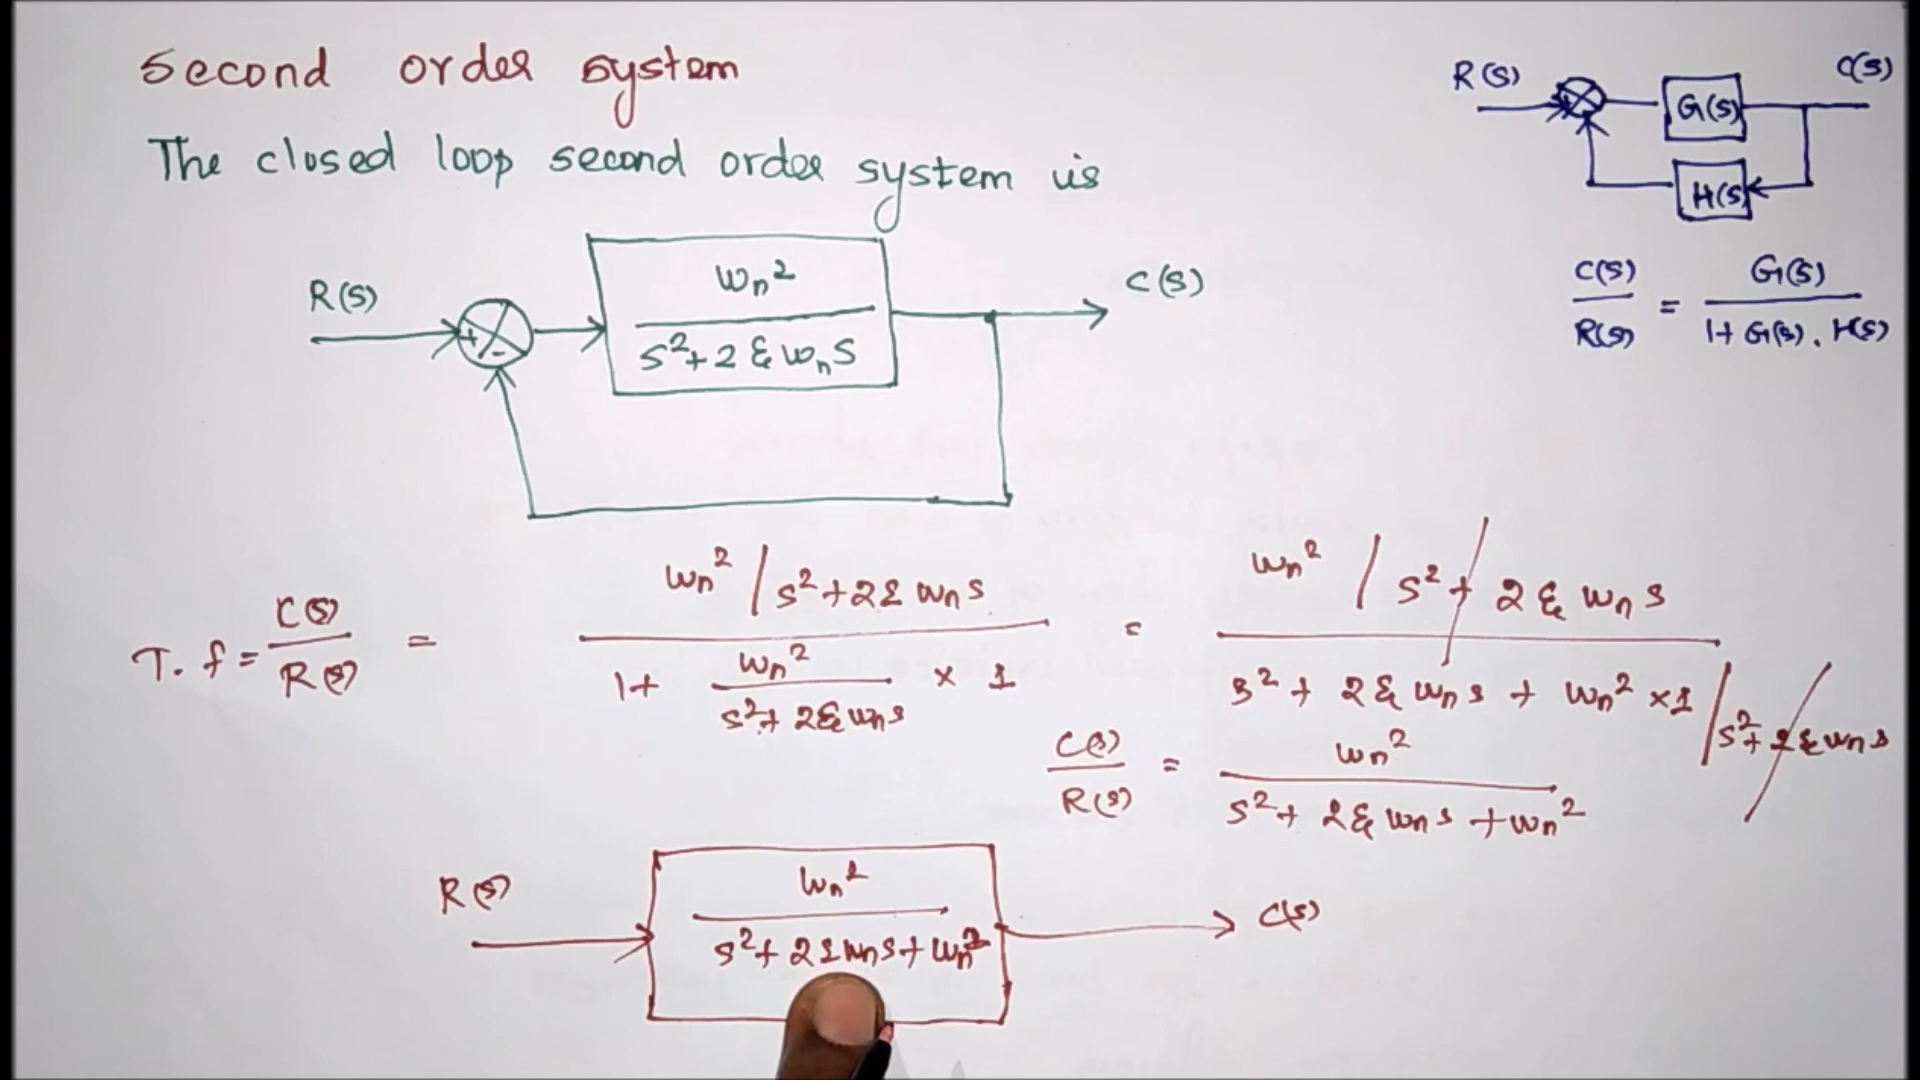 Second order system
The closed loop second order system is
R(s) + - ωn² / s²+2ξωns C(s)
R(s) + G(s) C(s)
H(s)
C(s)/R(s) = G(s) / 1+G(s).H(s)
T.f = C(s)/R(s) = ωn² / s²+2ξωns / 1+ ωn² / s²+2ξωns × 1 = ωn² / s²+2ξωns / s²+2ξωns+ωn²×1 / s²+2ξωns
C(s)/R(s) = ωn² / s²+2ξωns+ωn²
R(s) ωn² / s²+2ξωns+ωn² C(s)